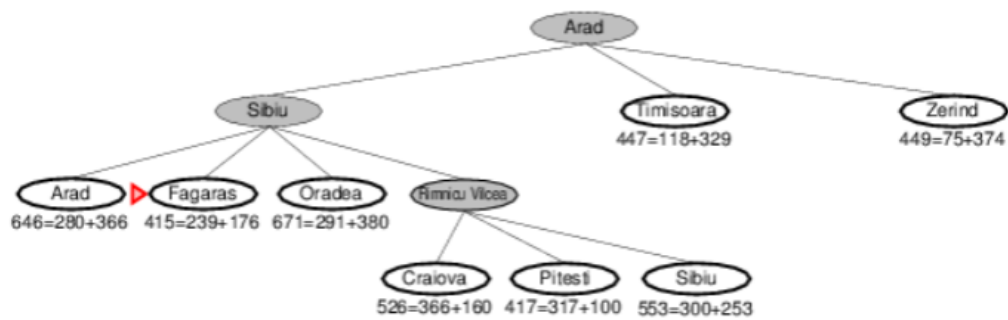 Arad
Sibiu
Timisoara
Zerind
447=118+329
449=75+374
Arad
Fagaras
Oradea
Rimnicu Vilcea
646=280+366
415=239+176
671=291+380
Craiova
Pitesti
Sibiu
526=366+160
417=317+100
553=300+253